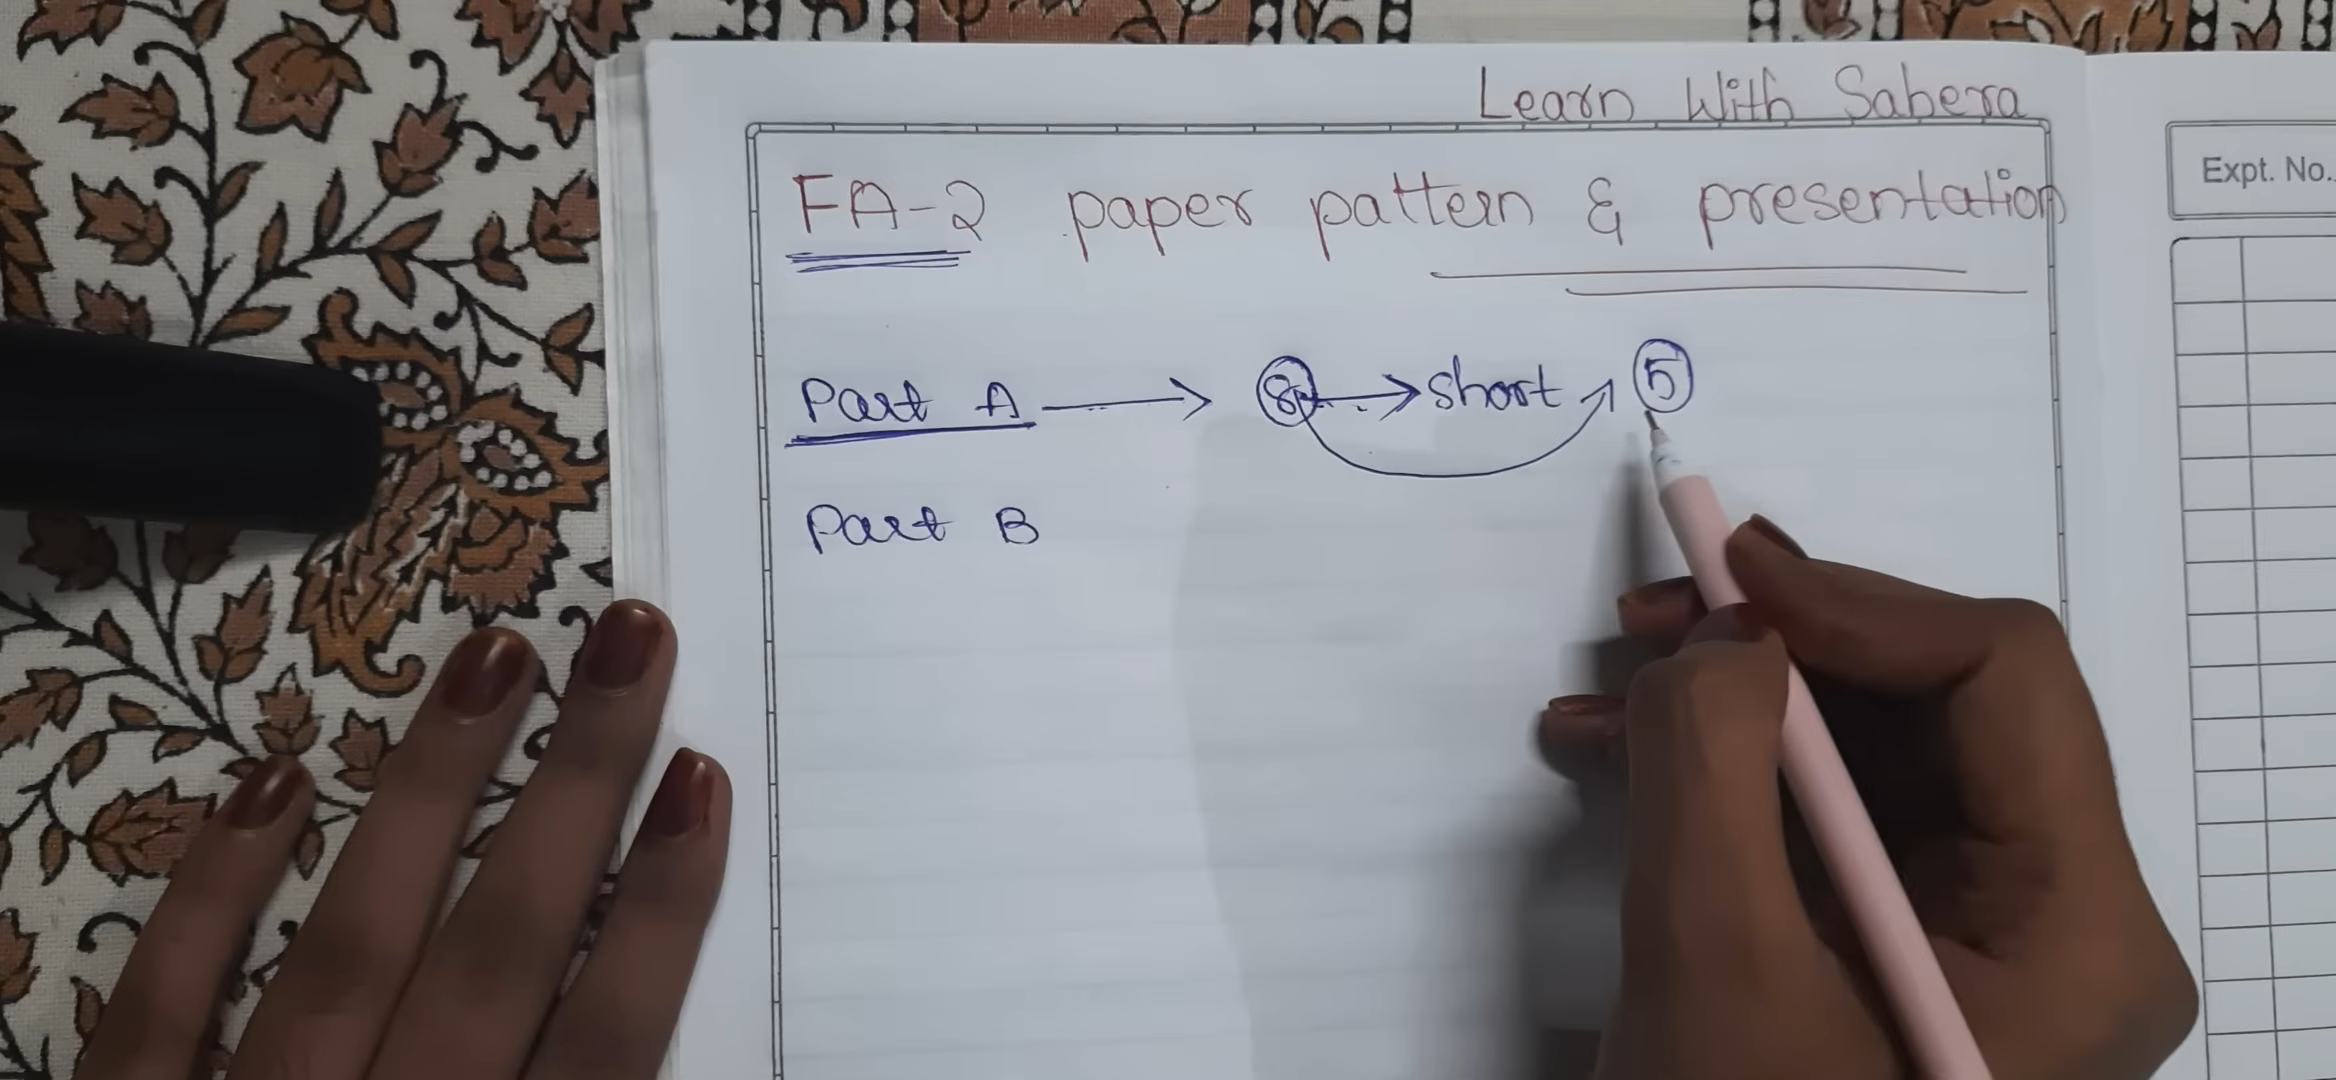 Learn With Sabera
FA-2 paper pattern & presentation
Expt. No.
Part A → 8 → short 5
Part B